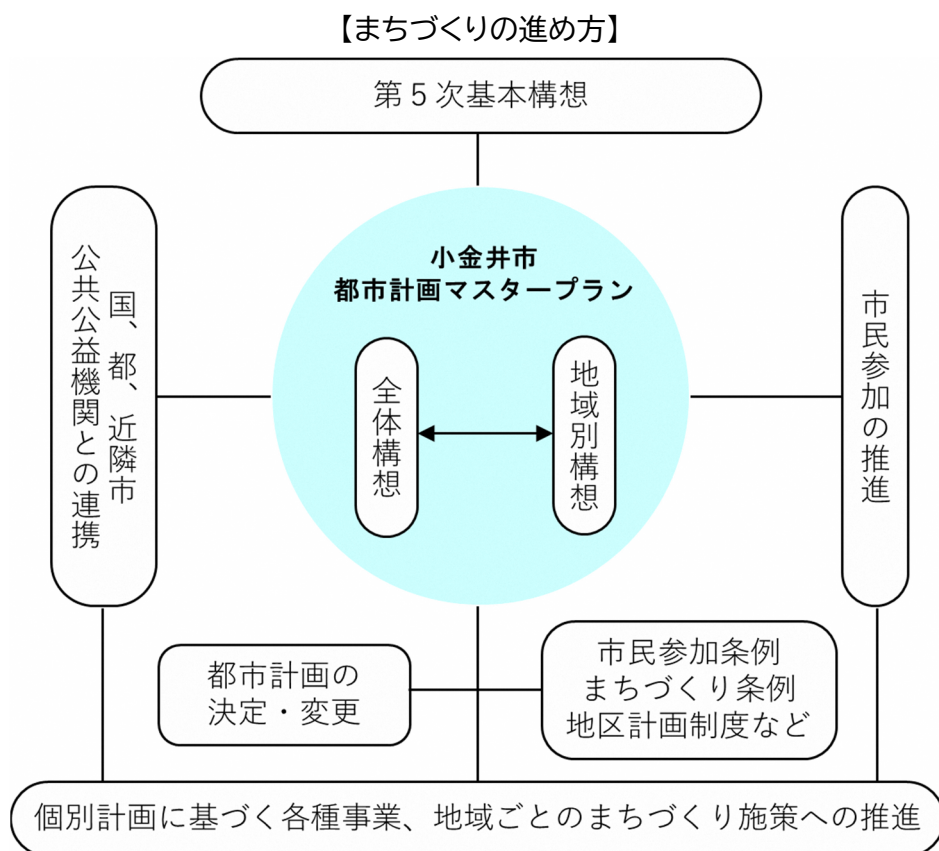 【まちづくりの進め方】
第5次基本構想
国、都、近隣市
公共公益機関との連携
小金井市
都市計画マスタープラン
全体構想
地域別構想
市民参加の推進
都市計画の
決定・変更
市民参加条例
まちづくり条例
地区計画制度など
個別計画に基づく各種事業、地域ごとのまちづくり施策への推進